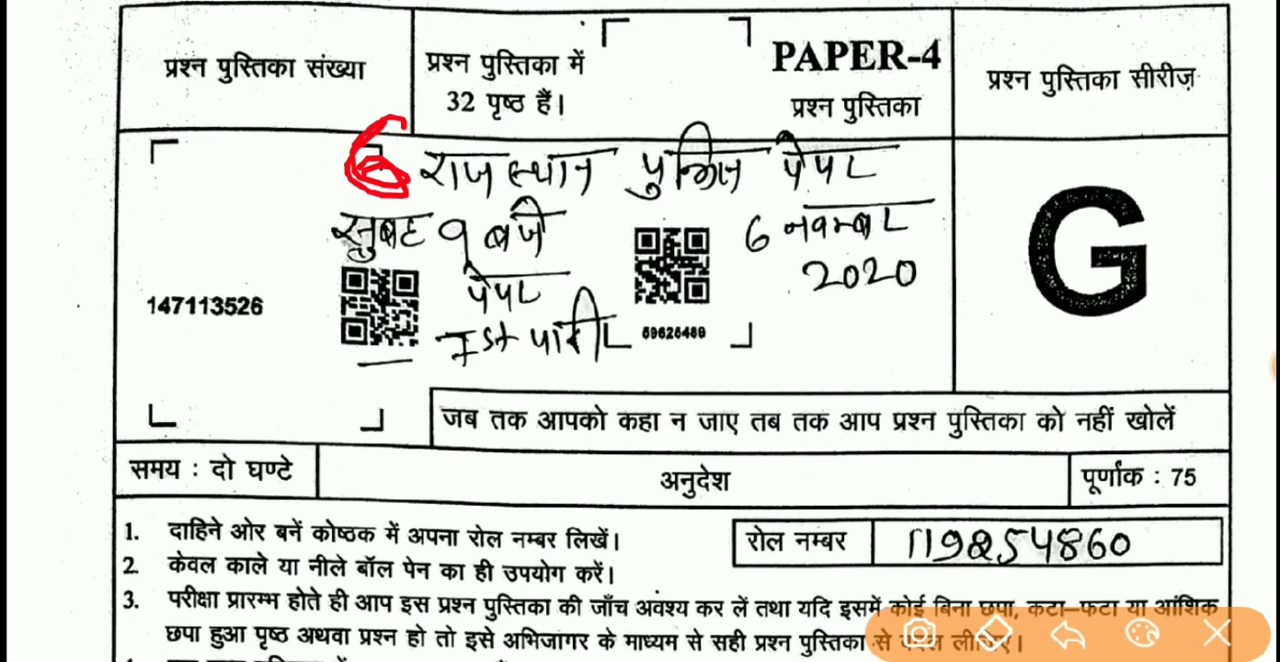 प्रश्न पुस्तिका संख्या
प्रश्न पुस्तिका में
32 पृष्ठ हैं।
PAPER-4
प्रश्न पुस्तिका
प्रश्न पुस्तिका सीरीज़
6 राजस्थान पुलिस पेपर
सुबह 9 बजे
6 नवम्बर
2020
पेपर
Ist पारी
147113526
59625489
G
जब तक आपको कहा न जाए तब तक आप प्रश्न पुस्तिका को नहीं खोलें
समय : दो घण्टे
अनुदेश
पूर्णांक : 75
1. दाहिने ओर बनें कोष्ठक में अपना रोल नम्बर लिखें।
रोल नम्बर
2. केवल काले या नीले बॉल पेन का ही उपयोग करें।
3. परीक्षा प्रारम्भ होते ही आप इस प्रश्न पुस्तिका की जाँच अवश्य कर लें तथा यदि इसमें कोई बिना छपा, कटा-फटा या आंशिक
छपा हुआ पृष्ठ अथवा प्रश्न हो तो इसे अभिजागर के माध्यम से सही प्रश्न पुस्तिका से लीजिए।